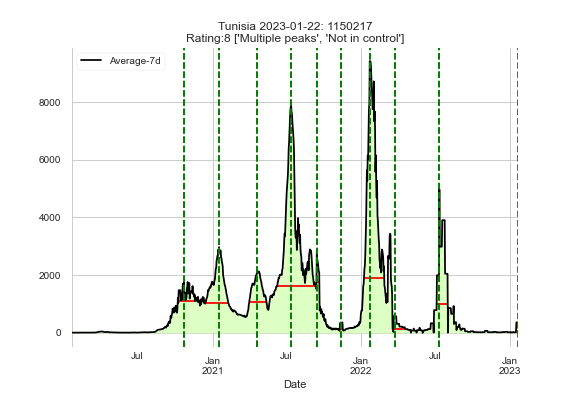 Tunisia 2023-01-22: 1150217
Rating:8 ['Multiple peaks', 'Not in control']
Average-7d
8000
6000
4000
2000
0
Jul
Jan
2021
Jul
Jan
2022
Jul
Jan
2023
Date